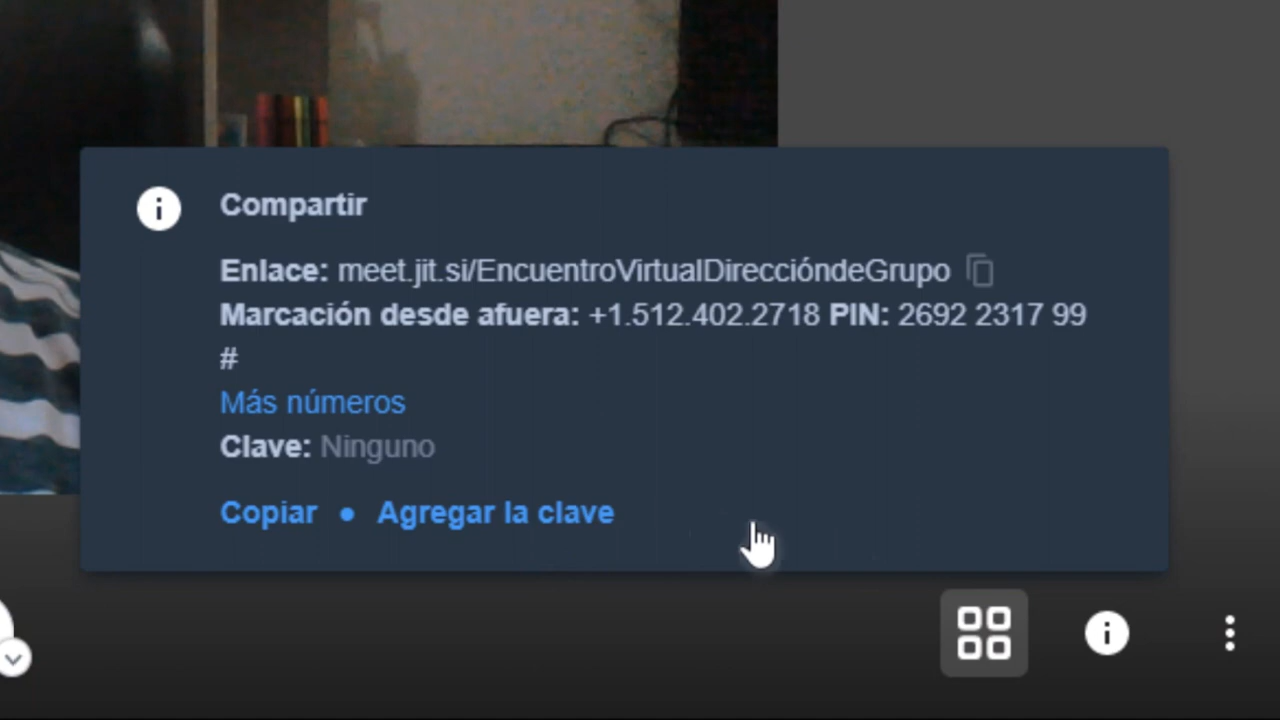 Compartir
Enlace: meet.jit.si/EncuentroVirtualDireccióndeGrupo
Marcación desde afuera: +1.512.402.2718 PIN: 2692 2317 99
#
Más números
Clave: Ninguno
Copiar • Agregar la clave